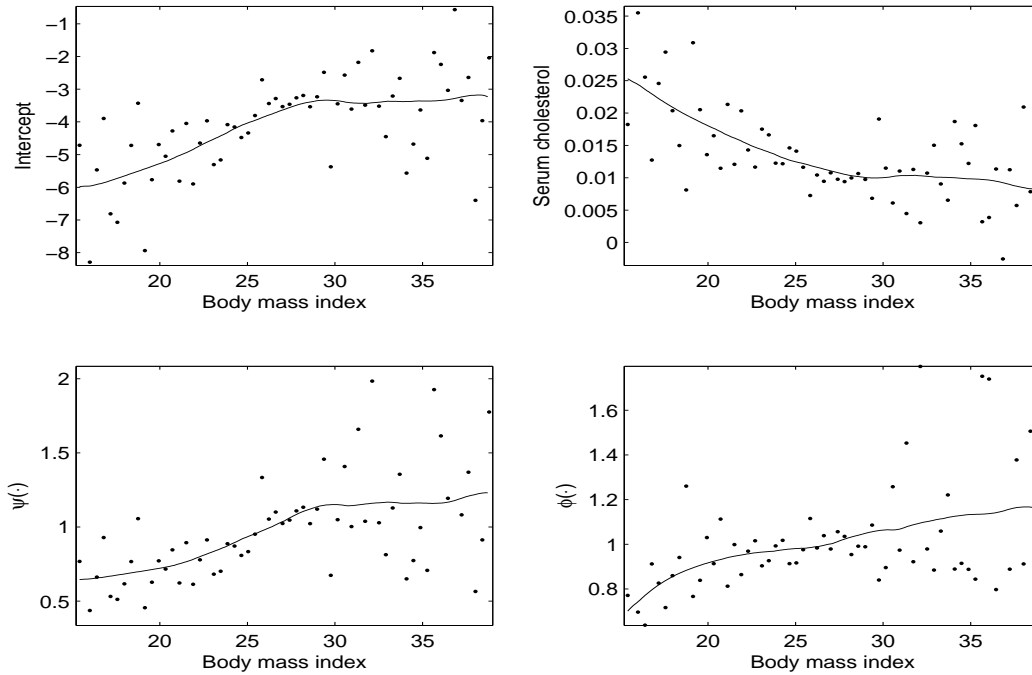 −1
−2
−3
−4
−5
−6
−7
−8
Intercept
20 25 30 35
Body mass index
0.035
0.03
0.025
0.02
0.015
0.01
0.005
0
Serum cholesterol
20 25 30 35
Body mass index
2
1.5
1
0.5
ψ(·)
20 25 30 35
Body mass index
1.6
1.4
1.2
1
0.8
ϕ(·)
20 25 30 35
Body mass index